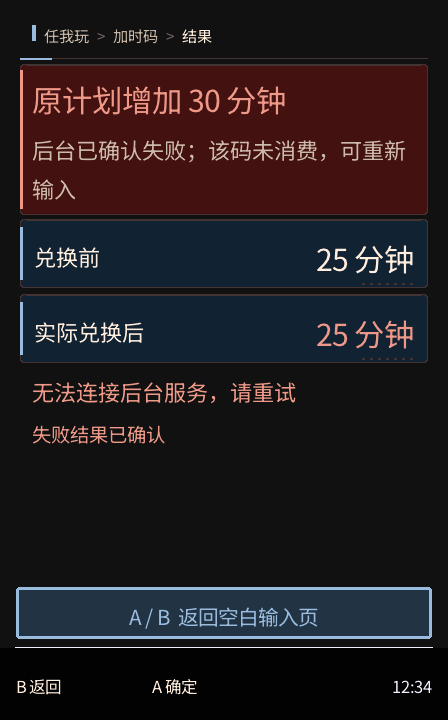 任我玩 > 加时码 > 结果
原计划增加 30 分钟
后台已确认失败；该码未消费，可重新
输入
兑换前 25 分钟
实际兑换后 25 分钟
无法连接后台服务，请重试
失败结果已确认
A / B 返回空白输入页
B 返回 A 确定 12:34